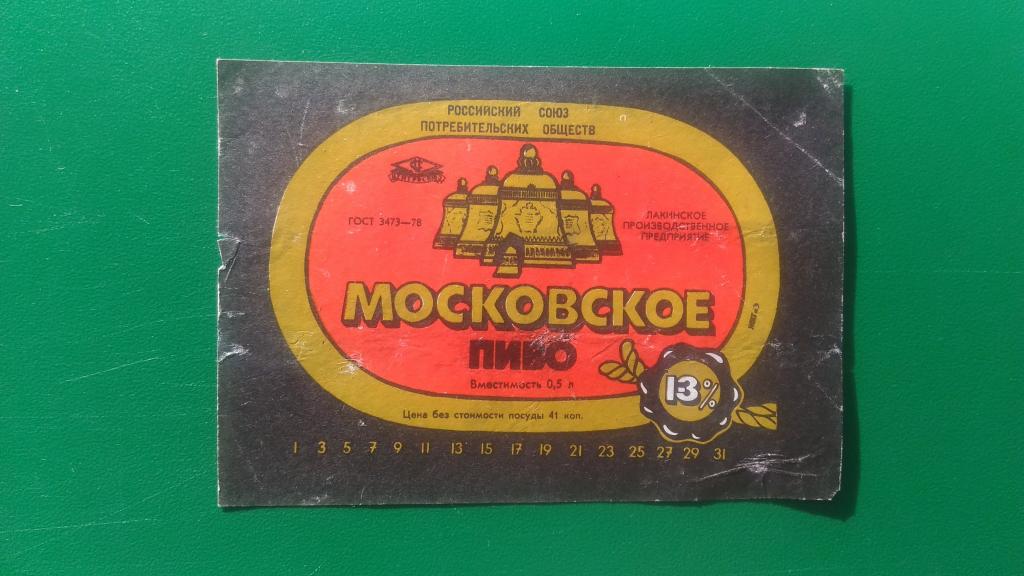 РОССИЙСКИЙ СОЮЗ
ПОТРЕБИТЕЛЬСКИХ ОБЩЕСТВ
ГОСТ 3473—78
ЛАКИНСКОЕ
ПРОИЗВОДСТВЕННОЕ
ПРЕДПРИЯТИЕ
МОСКОВСКОЕ
ПИВО
Вместимость 0,5 л
13%
Цена без стоимости посуды 41 коп.
1 3 5 7 9 11 13 15 17 19 21 23 25 27 29 31